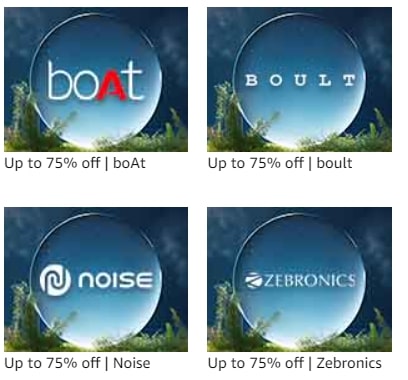 boAt
BOULT
Up to 75% off | boAt
Up to 75% off | boult
NOISE
ZEBRONICS
Up to 75% off | Noise
Up to 75% off | Zebronics